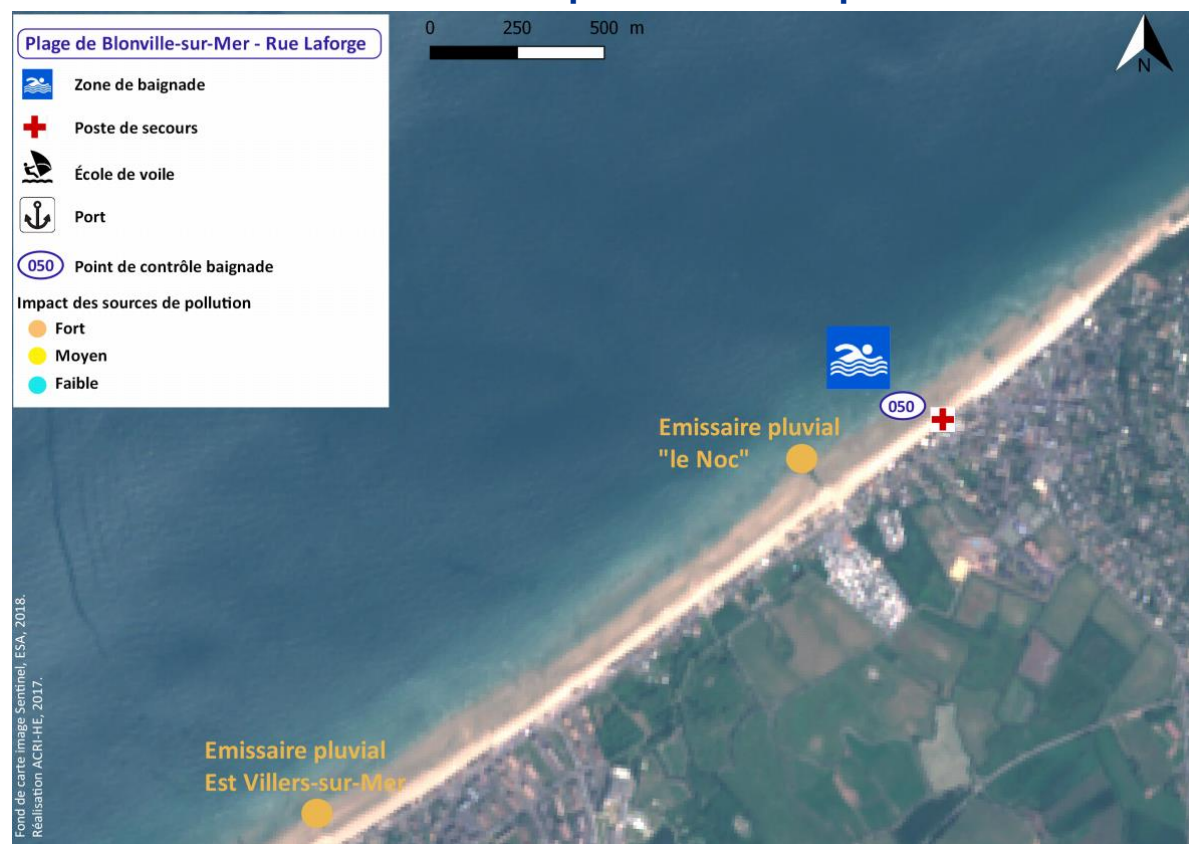 Plage de Blonville-sur-Mer - Rue Laforge
Zone de baignade
Poste de secours
École de voile
Port
050 Point de contrôle baignade
Impact des sources de pollution
Fort
Moyen
Faible
0 250 500 m
N
050
Emissaire pluvial
"le Noc"
Emissaire pluvial
Est Villers-sur-Mer
Fond de carte image Sentinel, ESA, 2018.
Réalisation ACRI-HE, 2017.